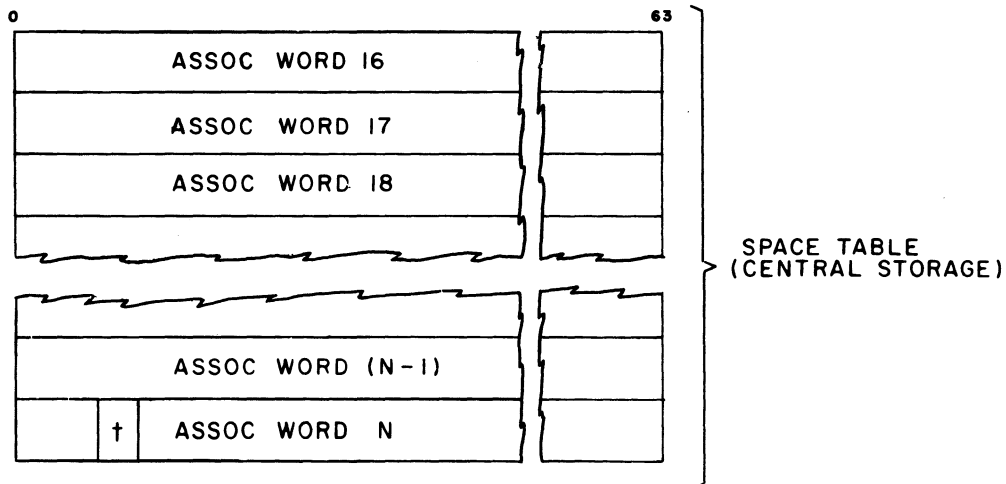 0 63
ASSOC WORD 16
ASSOC WORD 17
ASSOC WORD 18
SPACE TABLE
(CENTRAL STORAGE)
ASSOC WORD (N-1)
† ASSOC WORD N